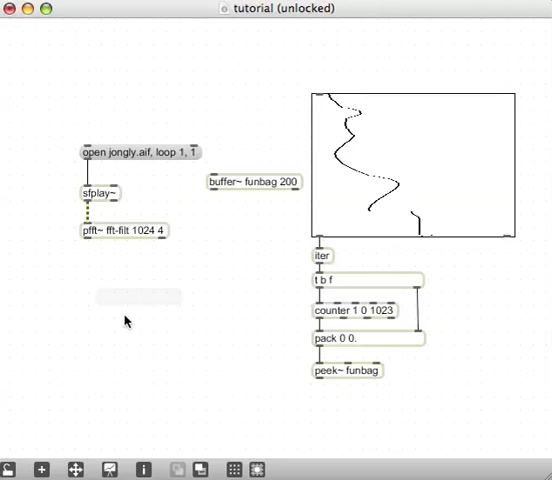 tutorial (unlocked)
open jongly.aif, loop 1, 1
sfplay~
pfft~ fft-filt 1024 4
buffer~ funbag 200
iter
t b f
counter 1 0 1023
pack 0 0.
peek~ funbag